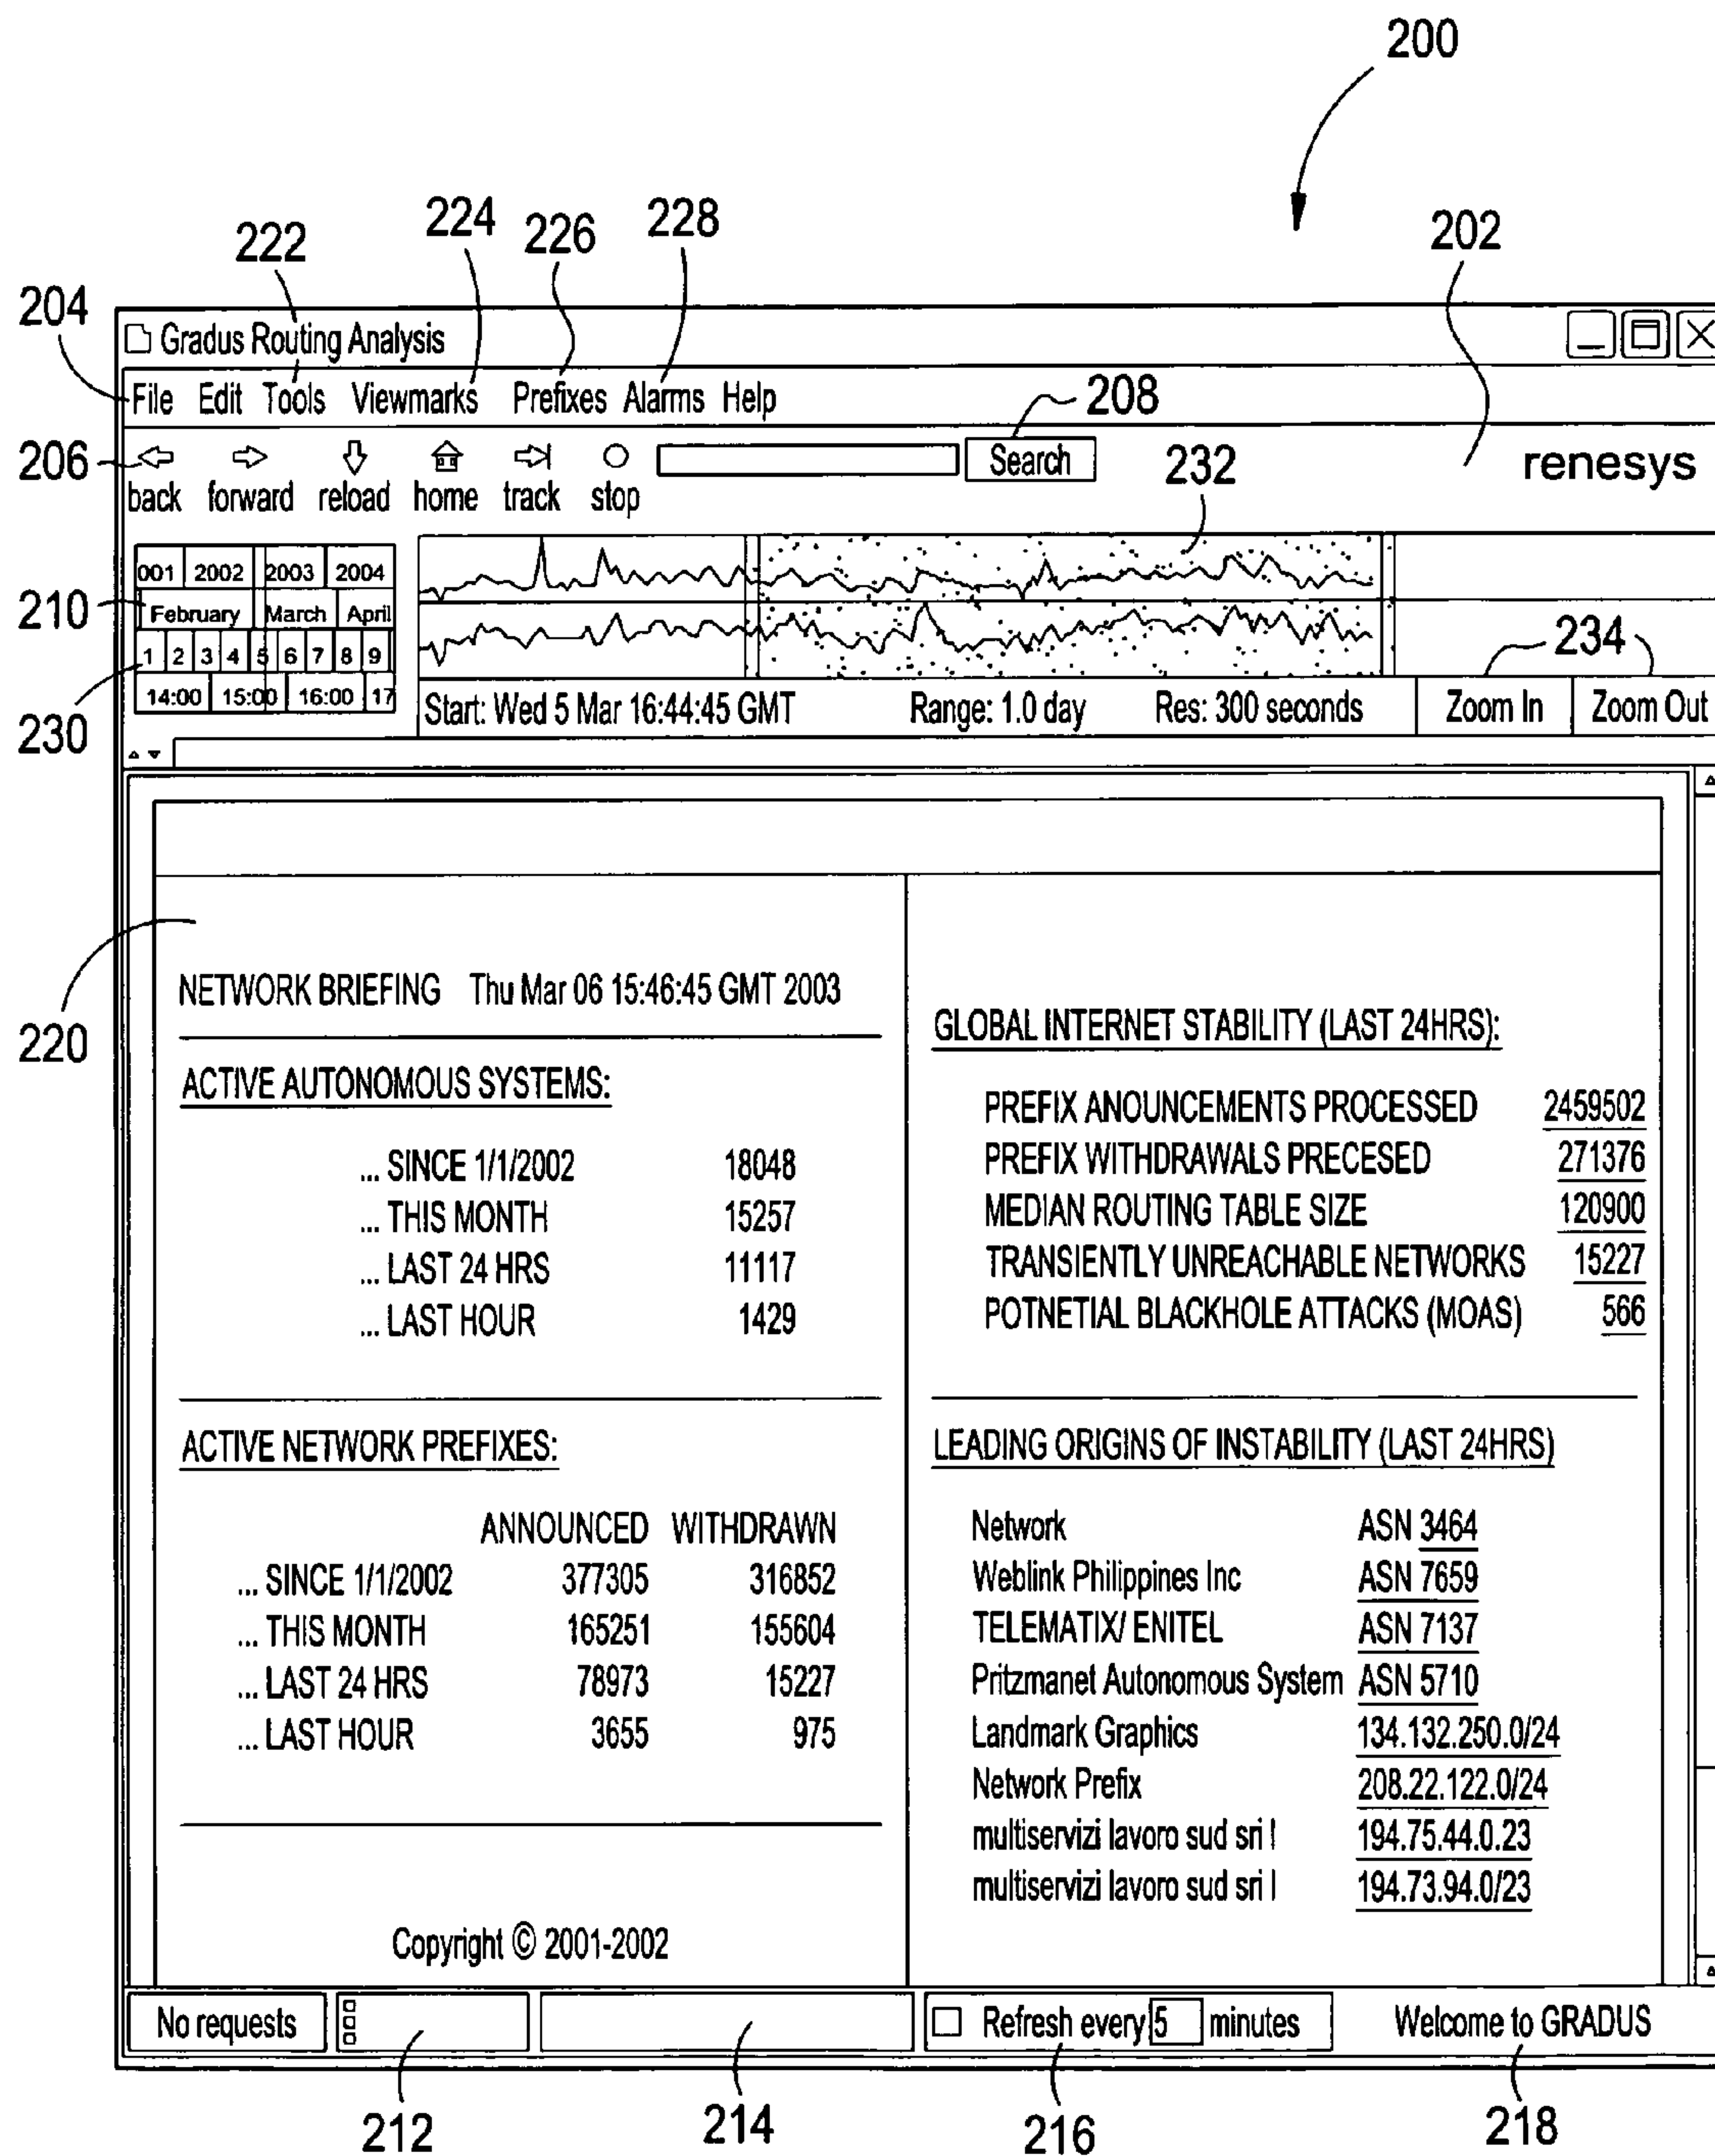 200
222
224
226
228
202
204
Gradus Routing Analysis
File Edit Tools Viewmarks Prefixes Alarms Help
208
206
back forward reload home track stop
Search
232
renesys
001 2002 2003 2004
210
February March April
1 2 3 4 5 6 7 8 9
230
14:00 15:00 16:00 17
234
Start: Wed 5 Mar 16:44:45 GMT Range: 1.0 day Res: 300 seconds Zoom In Zoom Out
220
NETWORK BRIEFING Thu Mar 06 15:46:45 GMT 2003
ACTIVE AUTONOMOUS SYSTEMS:
... SINCE 1/1/2002 18048
... THIS MONTH 15257
... LAST 24 HRS 11117
... LAST HOUR 1429
ACTIVE NETWORK PREFIXES:
ANNOUNCED WITHDRAWN
... SINCE 1/1/2002 377305 316852
... THIS MONTH 165251 155604
... LAST 24 HRS 78973 15227
... LAST HOUR 3655 975
Copyright © 2001-2002
GLOBAL INTERNET STABILITY (LAST 24HRS):
PREFIX ANOUNCEMENTS PROCESSED 2459502
PREFIX WITHDRAWALS PRECESED 271376
MEDIAN ROUTING TABLE SIZE 120900
TRANSIENTLY UNREACHABLE NETWORKS 15227
POTNETIAL BLACKHOLE ATTACKS (MOAS) 566
LEADING ORIGINS OF INSTABILITY (LAST 24HRS)
Network ASN 3464
Weblink Philippines Inc ASN 7659
TELEMATIX/ ENITEL ASN 7137
Pritzmanet Autonomous System ASN 5710
Landmark Graphics 134.132.250.0/24
Network Prefix 208.22.122.0/24
multiservizi lavoro sud sri l 194.75.44.0.23
multiservizi lavoro sud sri l 194.73.94.0/23
No requests
Refresh every 5 minutes
Welcome to GRADUS
212
214
216
218